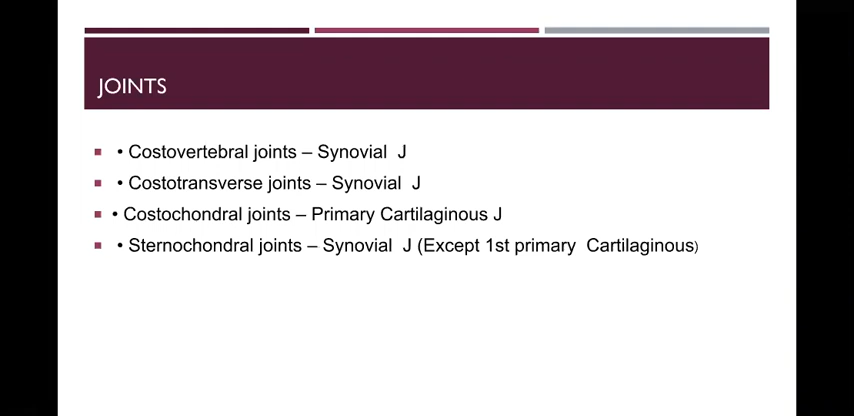 JOINTS
• Costovertebral joints – Synovial J
• Costotransverse joints – Synovial J
• Costochondral joints – Primary Cartilaginous J
• Sternochondral joints – Synovial J (Except 1st primary Cartilaginous)